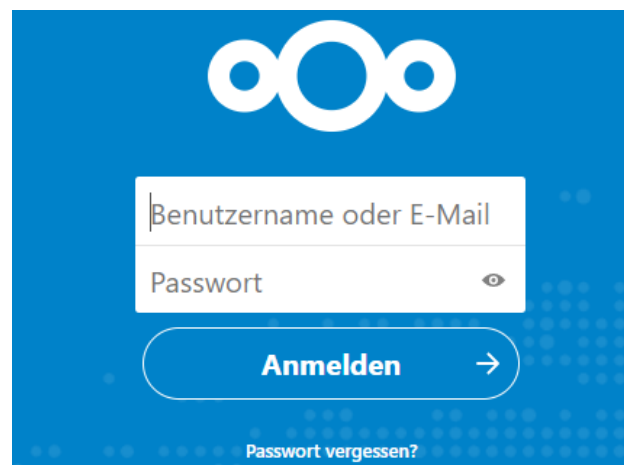 Benutzername oder E-Mail
Passwort
Anmelden
Passwort vergessen?